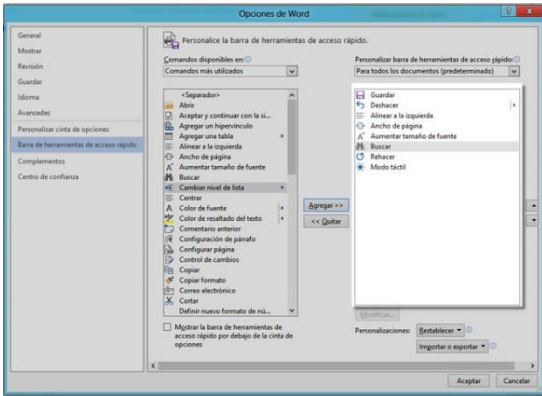 Opciones de Word
General
Mostrar
Revisión
Guardar
Idioma
Avanzadas
Personalizar cinta de opciones
Barra de herramientas de acceso rápido
Complementos
Centro de confianza
Personalice la barra de herramientas de acceso rápido.
Comandos disponibles en:
Comandos más utilizados
<Separador>
Abrir
Aceptar y continuar con la si...
Agregar un hipervínculo
Agregar una tabla
Alinear a la izquierda
Ancho de página
Aumentar tamaño de fuente
Buscar
Cambiar nivel de lista
Centrar
Color de fuente
Color de resaltado del texto
Comentario anterior
Configuración de párrafo
Configurar página
Control de cambios
Copiar
Copiar formato
Correo electrónico
Cortar
Definir nuevo formato de nú...
Mostrar la barra de herramientas de
acceso rápido por debajo de la cinta de
opciones
Agregar >>
<< Quitar
Personalizar barra de herramientas de acceso rápido:
Para todos los documentos (predeterminado)
Guardar
Deshacer
Alinear a la izquierda
Ancho de página
Aumentar tamaño de fuente
Buscar
Rehacer
Modo táctil
Modificar...
Personalizaciones:
Restablecer
Importar o exportar
Aceptar
Cancelar